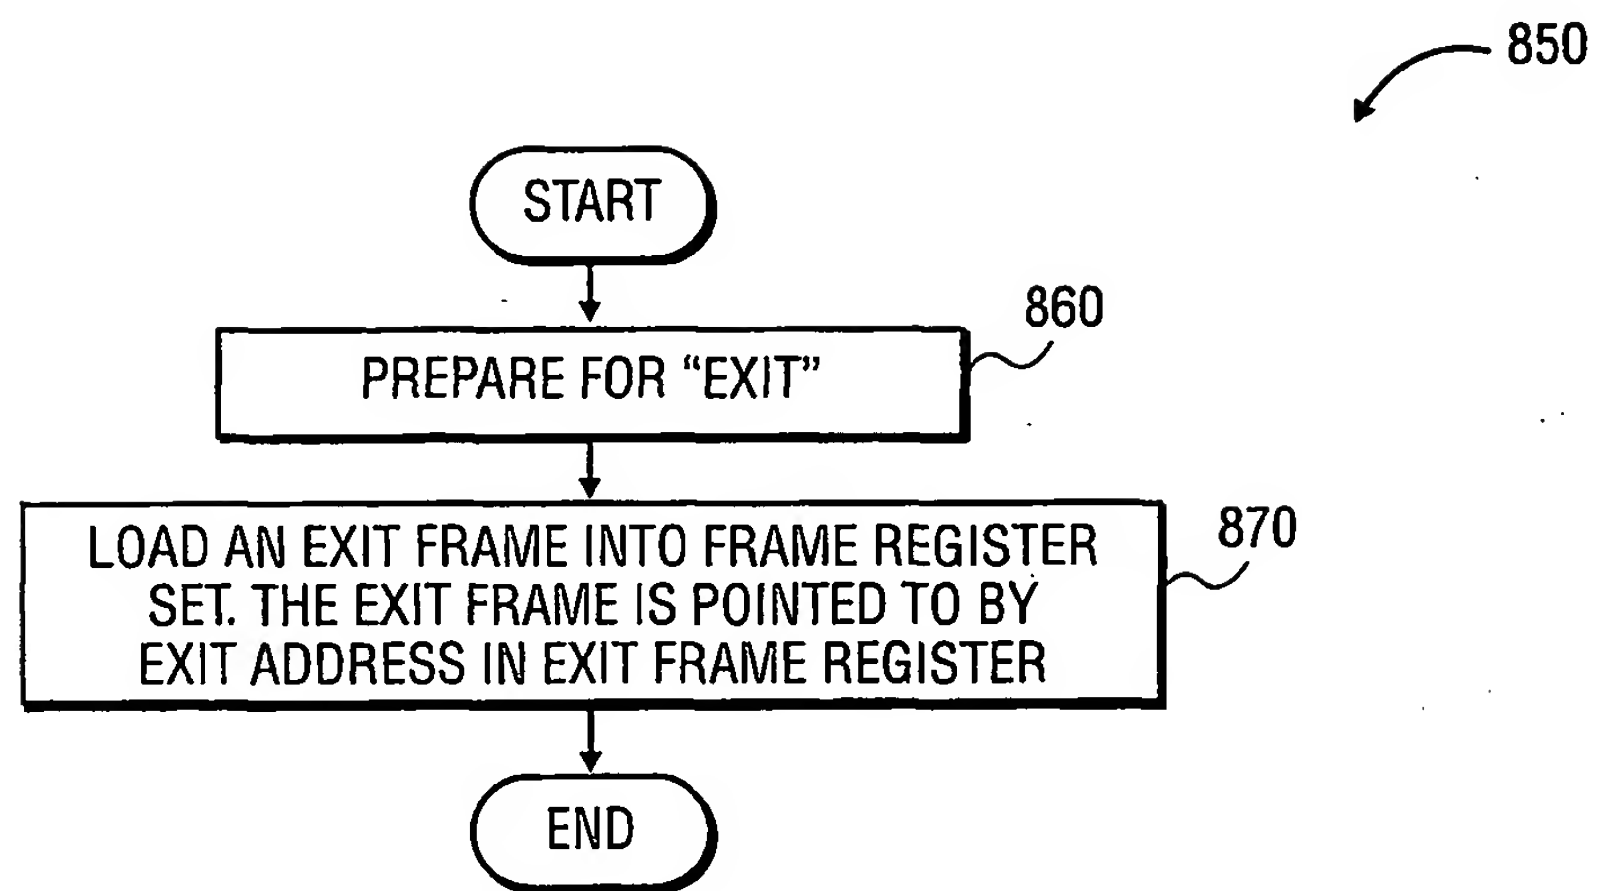 850
START
860
PREPARE FOR “EXIT”
870
LOAD AN EXIT FRAME INTO FRAME REGISTER
SET. THE EXIT FRAME IS POINTED TO BY
EXIT ADDRESS IN EXIT FRAME REGISTER
END